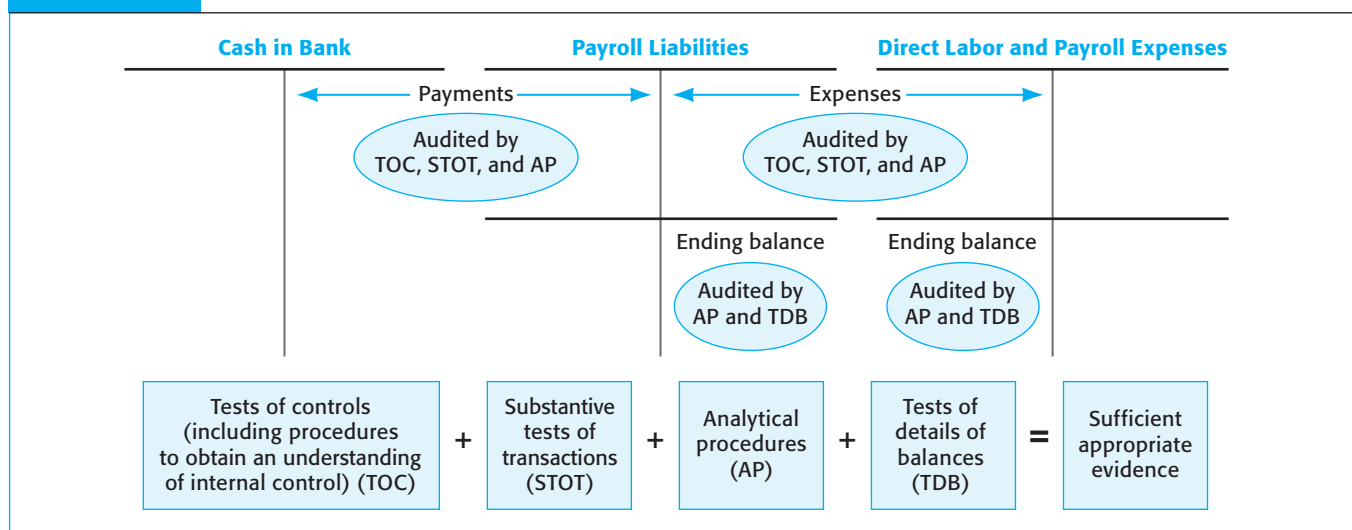 Cash in Bank
Payroll Liabilities
Direct Labor and Payroll Expenses
Payments
Expenses
Audited by
TOC, STOT, and AP
Audited by
TOC, STOT, and AP
Ending balance
Ending balance
Audited by
AP and TDB
Audited by
AP and TDB
Tests of controls
(including procedures
to obtain an understanding
of internal control) (TOC)
+
Substantive
tests of
transactions
(STOT)
+
Analytical
procedures
(AP)
+
Tests of
details of
balances
(TDB)
=
Sufficient
appropriate
evidence